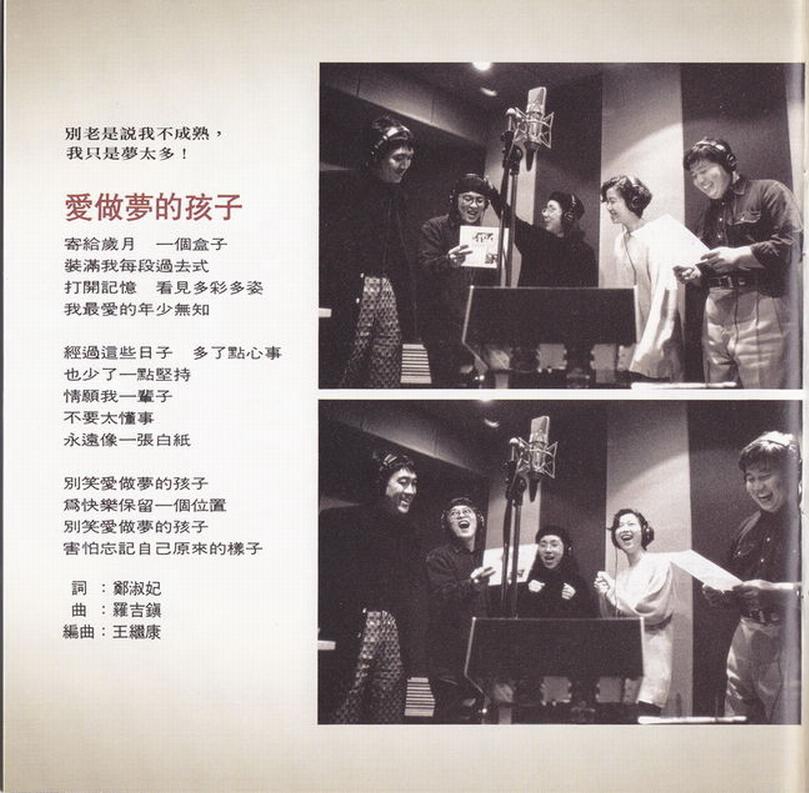 別老是說我不成熟，
我只是夢太多！
愛做夢的孩子
寄給歲月　一個盒子
裝滿我每段過去式
打開記憶　看見多彩多姿
我最愛的年少無知
經過這些日子　多了點心事
也少了一點堅持
情願我一輩子
不要太懂事
永遠像一張白紙
別笑愛做夢的孩子
為快樂保留一個位置
別笑愛做夢的孩子
害怕忘記自己原來的樣子
詞：鄭淑妃
曲：羅吉鎮
編曲：王繼康